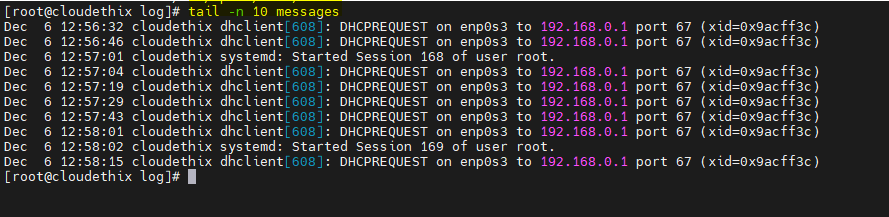 [root@cloudethix log]# tail -n 10 messages
Dec  6 12:56:32 cloudethix dhclient[608]: DHCPREQUEST on enp0s3 to 192.168.0.1 port 67 (xid=0x9acff3c)
Dec  6 12:56:46 cloudethix dhclient[608]: DHCPREQUEST on enp0s3 to 192.168.0.1 port 67 (xid=0x9acff3c)
Dec  6 12:57:01 cloudethix systemd: Started Session 168 of user root.
Dec  6 12:57:04 cloudethix dhclient[608]: DHCPREQUEST on enp0s3 to 192.168.0.1 port 67 (xid=0x9acff3c)
Dec  6 12:57:19 cloudethix dhclient[608]: DHCPREQUEST on enp0s3 to 192.168.0.1 port 67 (xid=0x9acff3c)
Dec  6 12:57:29 cloudethix dhclient[608]: DHCPREQUEST on enp0s3 to 192.168.0.1 port 67 (xid=0x9acff3c)
Dec  6 12:57:43 cloudethix dhclient[608]: DHCPREQUEST on enp0s3 to 192.168.0.1 port 67 (xid=0x9acff3c)
Dec  6 12:58:01 cloudethix dhclient[608]: DHCPREQUEST on enp0s3 to 192.168.0.1 port 67 (xid=0x9acff3c)
Dec  6 12:58:02 cloudethix systemd: Started Session 169 of user root.
Dec  6 12:58:15 cloudethix dhclient[608]: DHCPREQUEST on enp0s3 to 192.168.0.1 port 67 (xid=0x9acff3c)
[root@cloudethix log]#